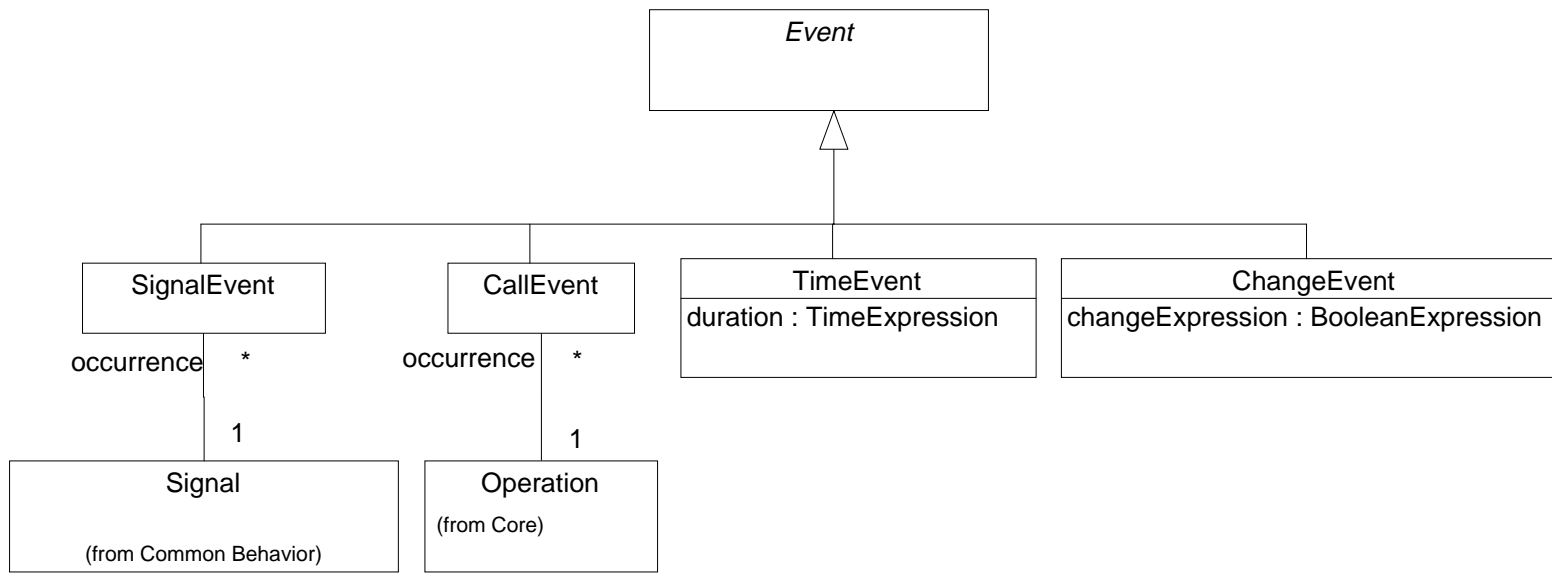 Event
SignalEvent
CallEvent
TimeEvent
duration : TimeExpression
ChangeEvent
changeExpression : BooleanExpression
occurrence *
occurrence *
1
1
Signal
(from Common Behavior)
Operation
(from Core)